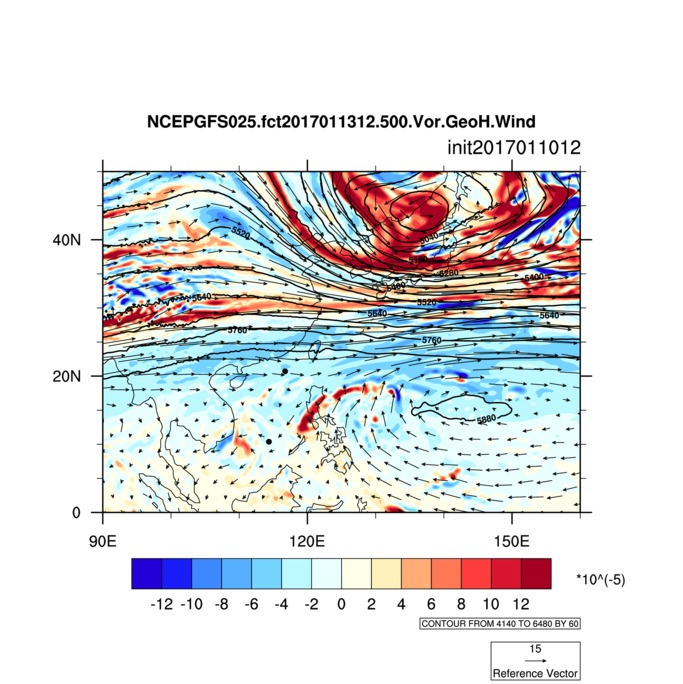 NCEPGFS025.fct2017011312.500.Vor.GeoH.Wind
init2017011012
40N
20N
0
90E 120E 150E
5520
5040
5280
5400
5640
5520
5640
5640
5760
5760
5880
-12 -10 -8 -6 -4 -2 0 2 4 6 8 10 12
*10^(-5)
CONTOUR FROM 4140 TO 6480 BY 60
15
Reference Vector